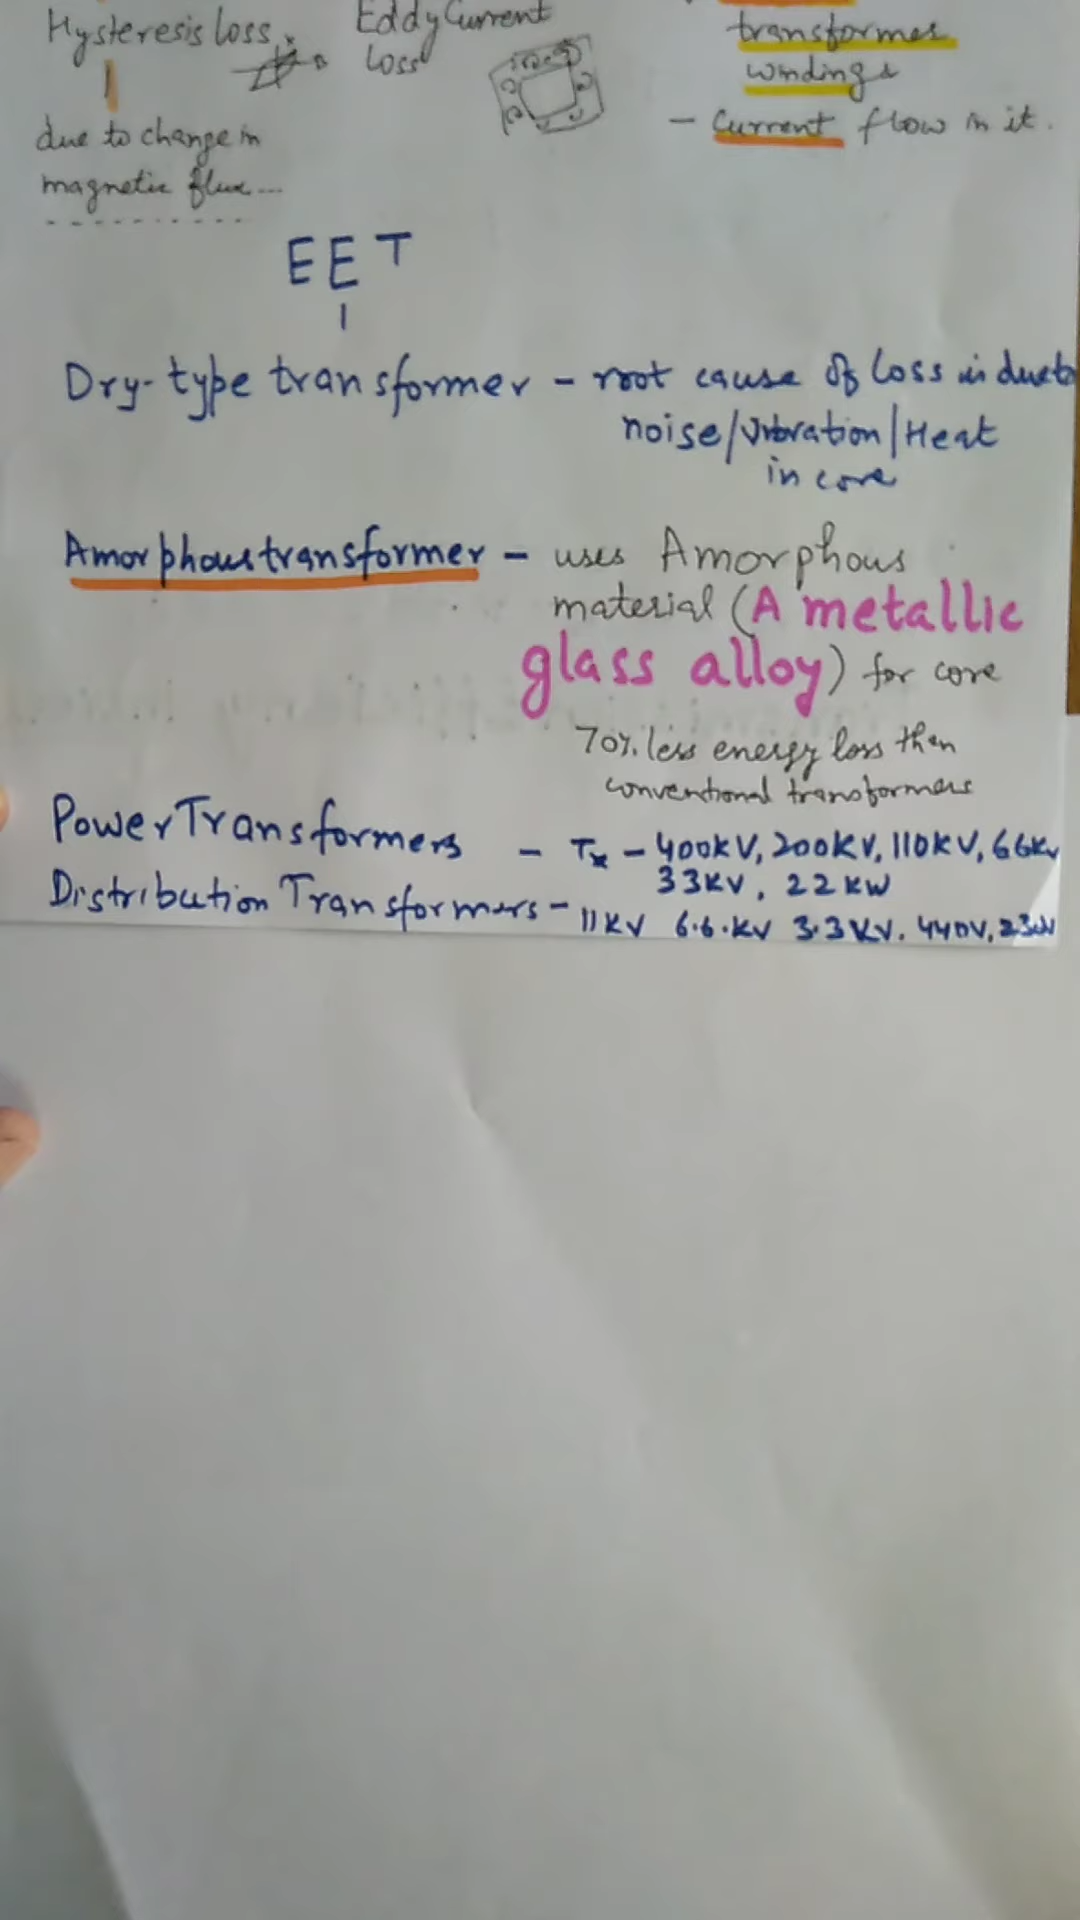 Hysteresis loss
Eddy Current
loss
transformer
windings
- Current flow in it.
due to change in
magnetic flux...
EET
Dry-type transformer - root cause of loss is due to
noise/Vibration/Heat
in core
Amorphous transformer - uses Amorphous
material (A metallic
glass alloy) for core
70% less energy loss than
conventional transformers
Power Transformers - Tx - 400KV, 200KV, 110KV, 66KV
33KV, 22KW
Distribution Transformers - 11KV 6.6.KV 3.3KV. 440V,